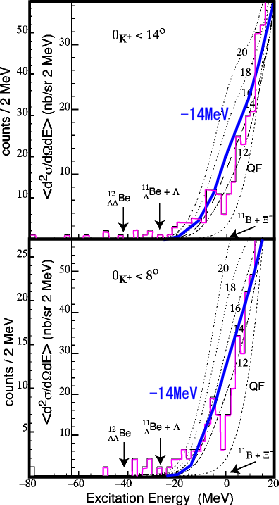 counts / 2 MeV
<d²σ/dΩdE> (nb/sr 2 MeV)
50
40
30
20
10
30
20
10
θK+ < 14°
20
18
16
14
12
−14MeV
QF
12ΛΛBe
11ΛBe + Λ
11B + Ξ−
counts / 2 MeV
<d²σ/dΩdE> (nb/sr 2 MeV)
25
20
15
10
5
50
40
30
20
10
θK+ < 8°
20
18
16
14
12
−14MeV
QF
12ΛΛBe
11ΛBe + Λ
11B + Ξ−
−80 −60 −40 −20 0 20
Excitation Energy (MeV)